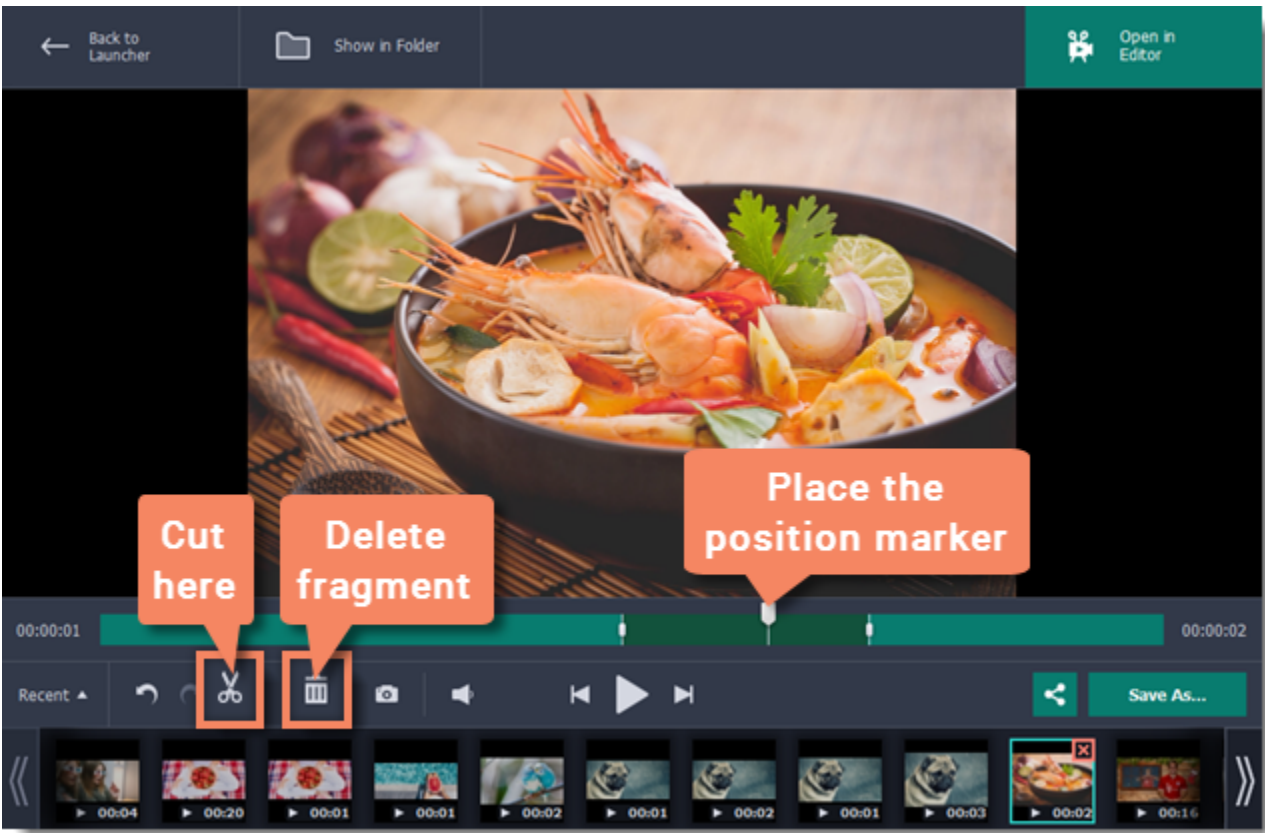 Back to
Launcher
Show in Folder
Open in
Editor
Place the
position marker
Cut
here
Delete
fragment
00:00:01
00:00:02
Recent
Save As...
00:04
00:20
00:01
00:01
00:02
00:01
00:02
00:01
00:03
00:02
00:16